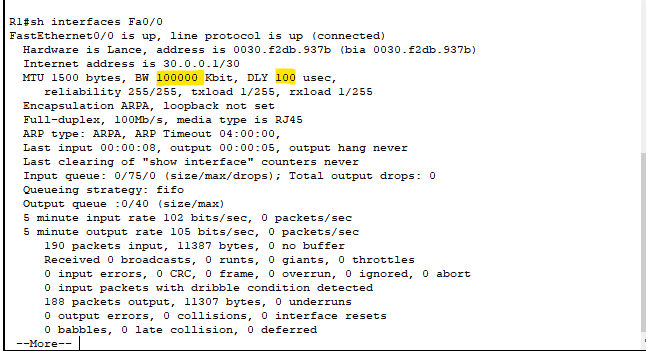 R1#sh interfaces Fa0/0
FastEthernet0/0 is up, line protocol is up (connected)
Hardware is Lance, address is 0030.f2db.937b (bia 0030.f2db.937b)
Internet address is 30.0.0.1/30
MTU 1500 bytes, BW 100000 Kbit, DLY 100 usec,
reliability 255/255, txload 1/255, rxload 1/255
Encapsulation ARPA, loopback not set
Full-duplex, 100Mb/s, media type is RJ45
ARP type: ARPA, ARP Timeout 04:00:00,
Last input 00:00:08, output 00:00:05, output hang never
Last clearing of "show interface" counters never
Input queue: 0/75/0 (size/max/drops); Total output drops: 0
Queueing strategy: fifo
Output queue :0/40 (size/max)
5 minute input rate 102 bits/sec, 0 packets/sec
5 minute output rate 105 bits/sec, 0 packets/sec
190 packets input, 11387 bytes, 0 no buffer
Received 0 broadcasts, 0 runts, 0 giants, 0 throttles
0 input errors, 0 CRC, 0 frame, 0 overrun, 0 ignored, 0 abort
0 input packets with dribble condition detected
188 packets output, 11307 bytes, 0 underruns
0 output errors, 0 collisions, 0 interface resets
0 babbles, 0 late collision, 0 deferred
--More--